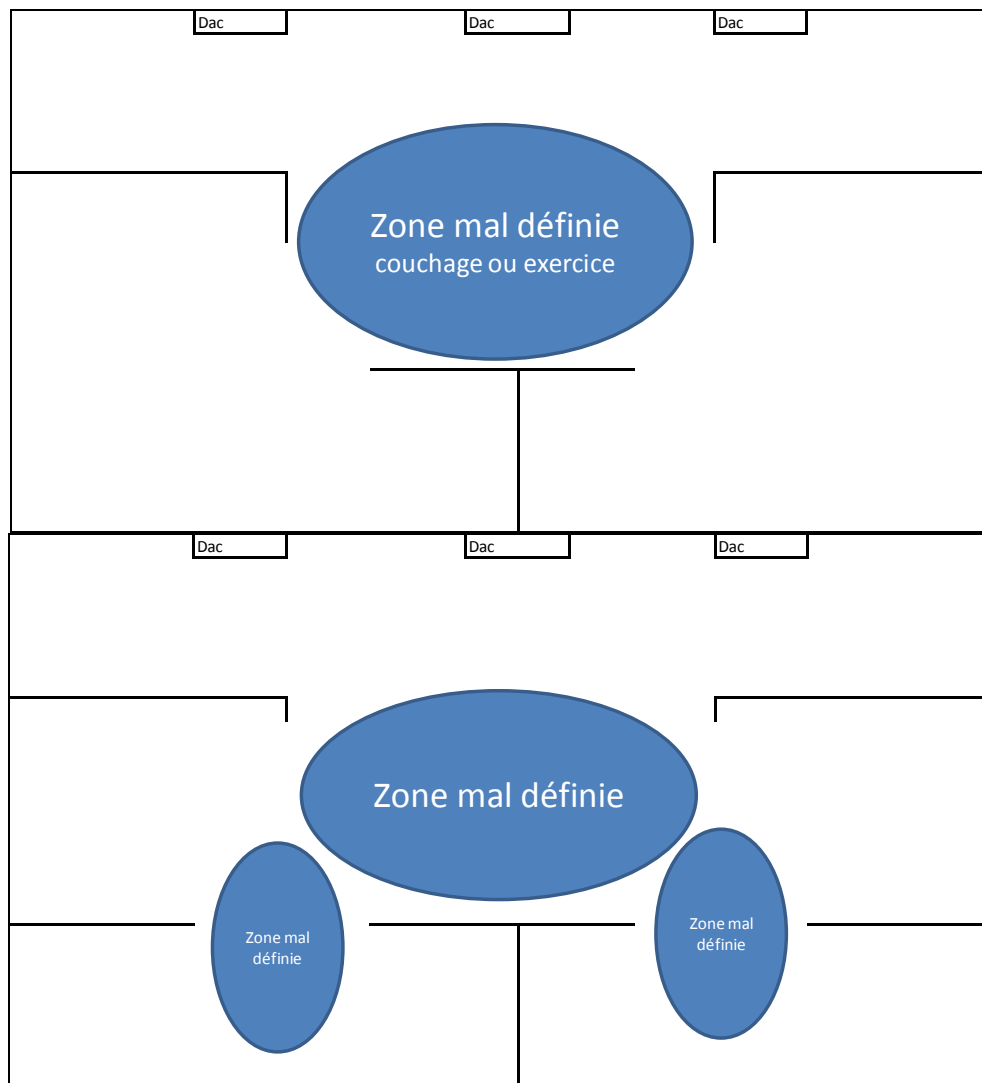 Dac
Dac
Dac
Zone mal définie
couchage ou exercice
Dac
Dac
Dac
Zone mal définie
Zone mal
définie
Zone mal
définie